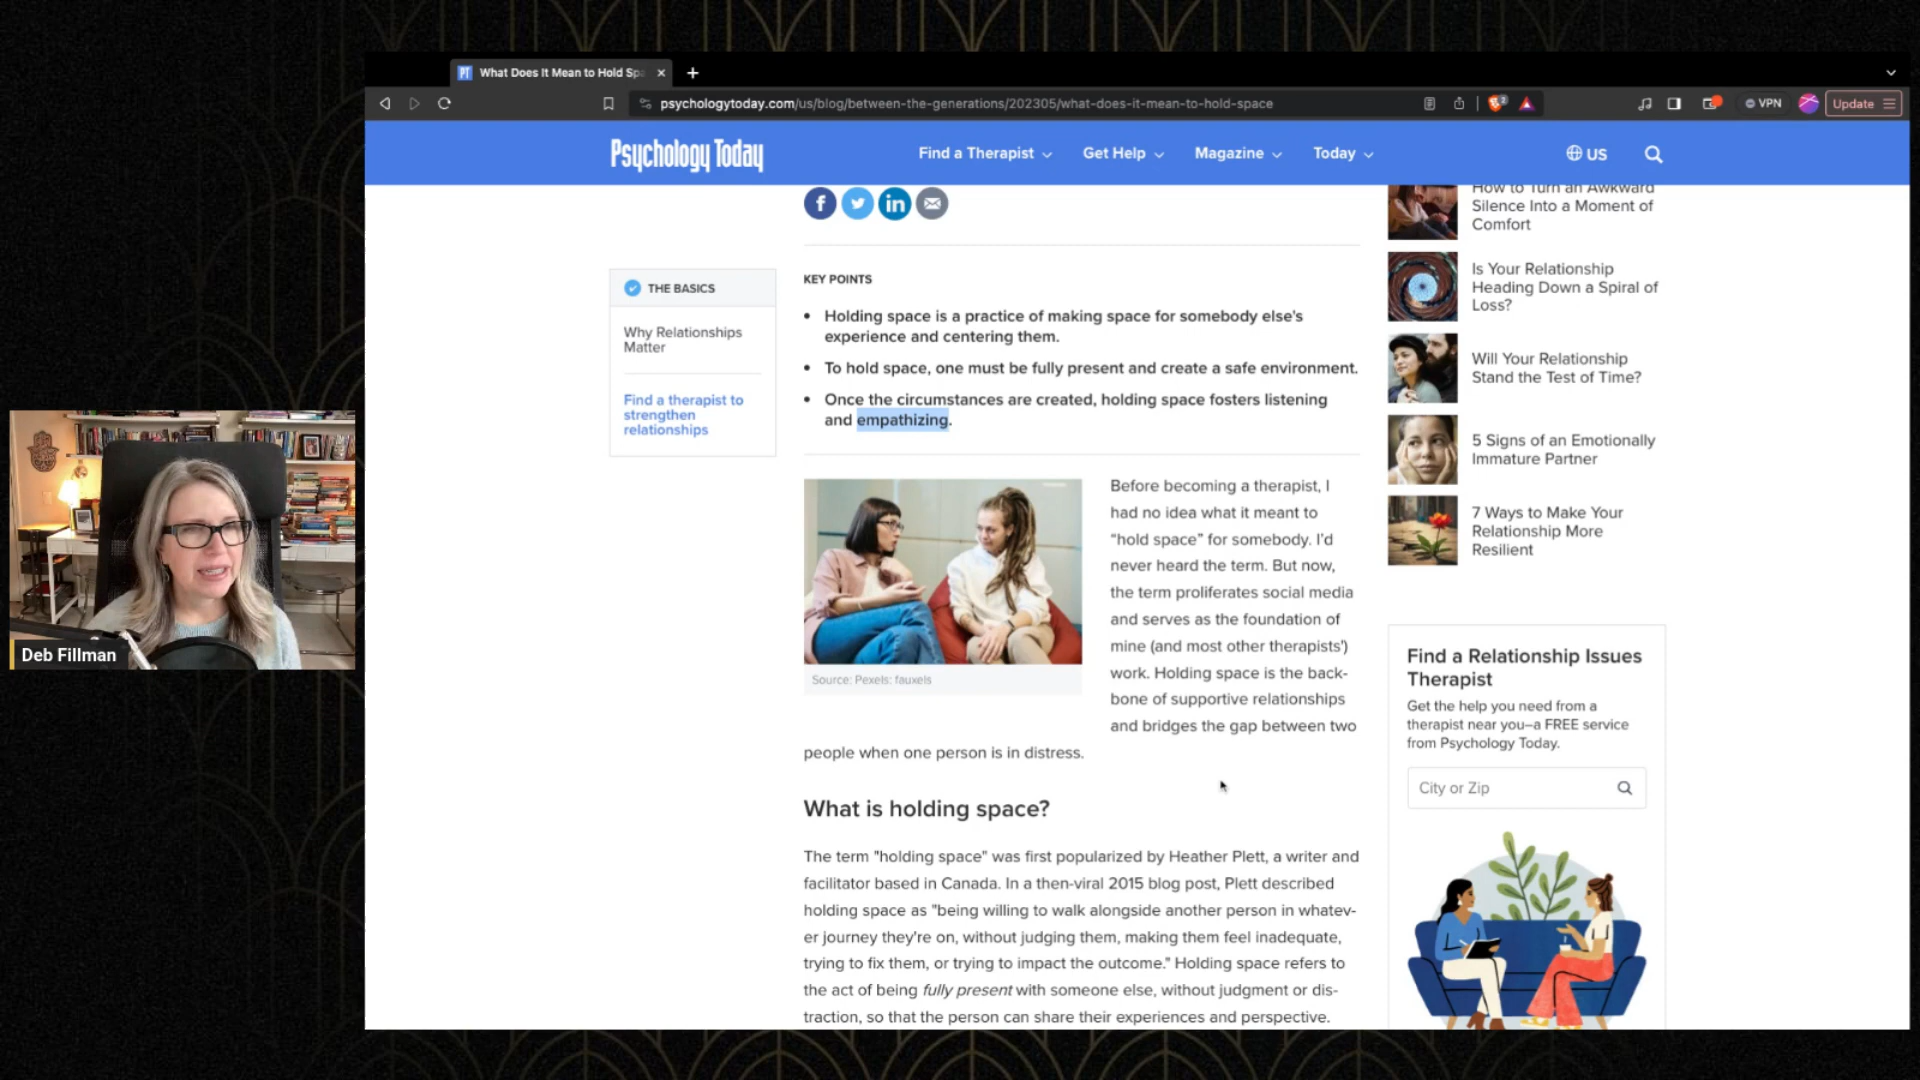 What Does It Mean to Hold Spa
psychologytoday.com/us/blog/between-the-generations/202305/what-does-it-mean-to-hold-space
2
VPN
Update
Psychology Today
Find a Therapist
Get Help
Magazine
Today
US
THE BASICS
Why Relationships
Matter
Find a therapist to
strengthen
relationships
KEY POINTS
• Holding space is a practice of making space for somebody else's
experience and centering them.
• To hold space, one must be fully present and create a safe environment.
• Once the circumstances are created, holding space fosters listening
and empathizing.
Source: Pexels: fauxels
Before becoming a therapist, I
had no idea what it meant to
“hold space” for somebody. I’d
never heard the term. But now,
the term proliferates social media
and serves as the foundation of
mine (and most other therapists')
work. Holding space is the back-
bone of supportive relationships
and bridges the gap between two
people when one person is in distress.
What is holding space?
The term "holding space" was first popularized by Heather Plett, a writer and
facilitator based in Canada. In a then-viral 2015 blog post, Plett described
holding space as "being willing to walk alongside another person in whatev-
er journey they're on, without judging them, making them feel inadequate,
trying to fix them, or trying to impact the outcome." Holding space refers to
the act of being fully present with someone else, without judgment or dis-
traction, so that the person can share their experiences and perspective.
How to Turn an Awkward
Silence Into a Moment of
Comfort
Is Your Relationship
Heading Down a Spiral of
Loss?
Will Your Relationship
Stand the Test of Time?
5 Signs of an Emotionally
Immature Partner
7 Ways to Make Your
Relationship More
Resilient
Find a Relationship Issues
Therapist
Get the help you need from a
therapist near you–a FREE service
from Psychology Today.
City or Zip
Deb Fillman